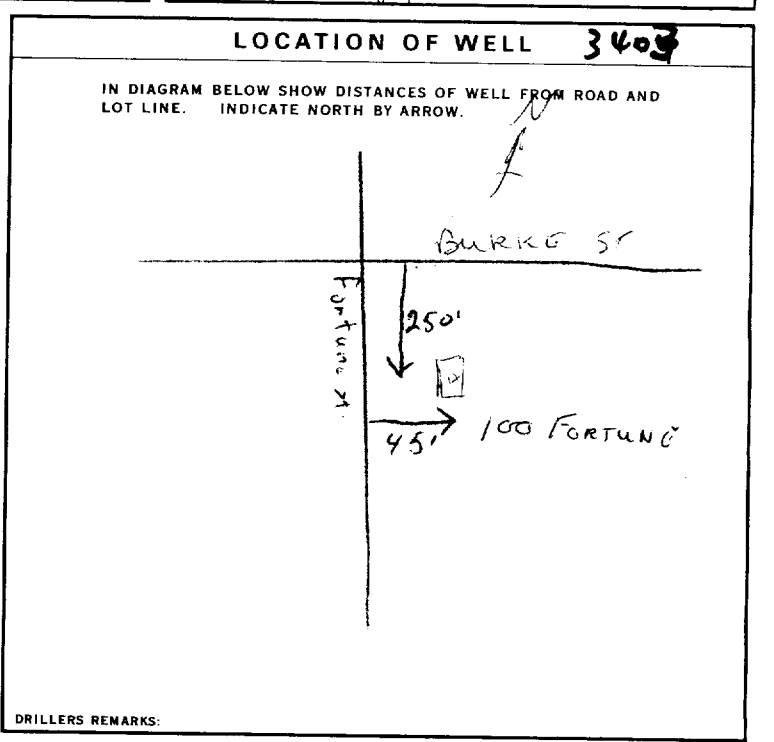 LOCATION OF WELL 3403
IN DIAGRAM BELOW SHOW DISTANCES OF WELL FROM ROAD AND
LOT LINE. INDICATE NORTH BY ARROW.
N
BURKE ST
Fortune st.
250'
45'
100 FORTUNE
DRILLERS REMARKS: